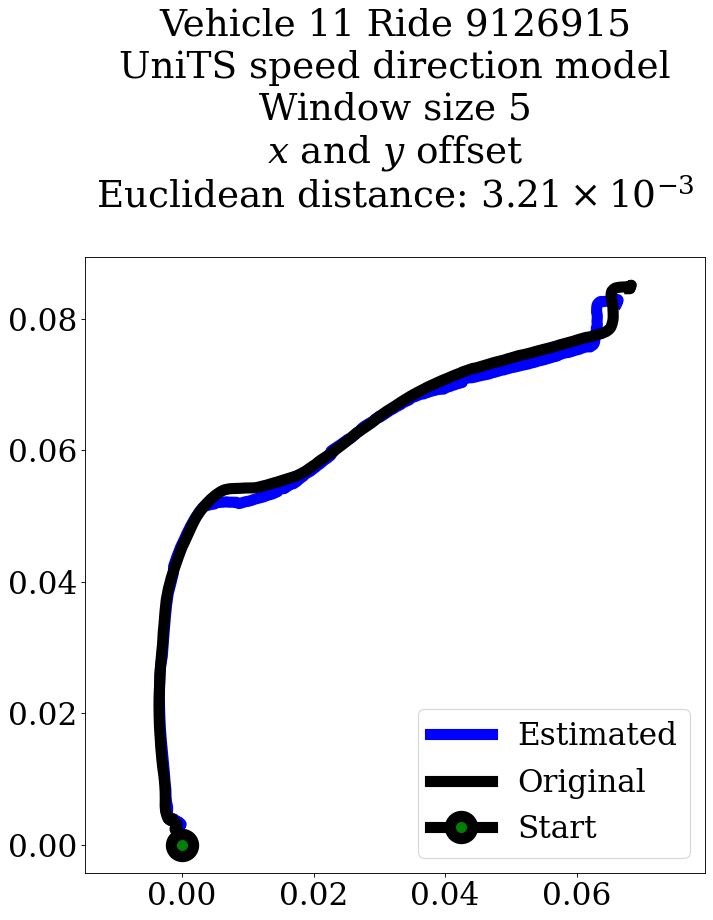 Vehicle 11 Ride 9126915
UniTS speed direction model
Window size 5
x and y offset
Euclidean distance: 3.21 × 10⁻³
0.08
0.06
0.04
0.02
0.00
Estimated
Original
Start
0.00 0.02 0.04 0.06